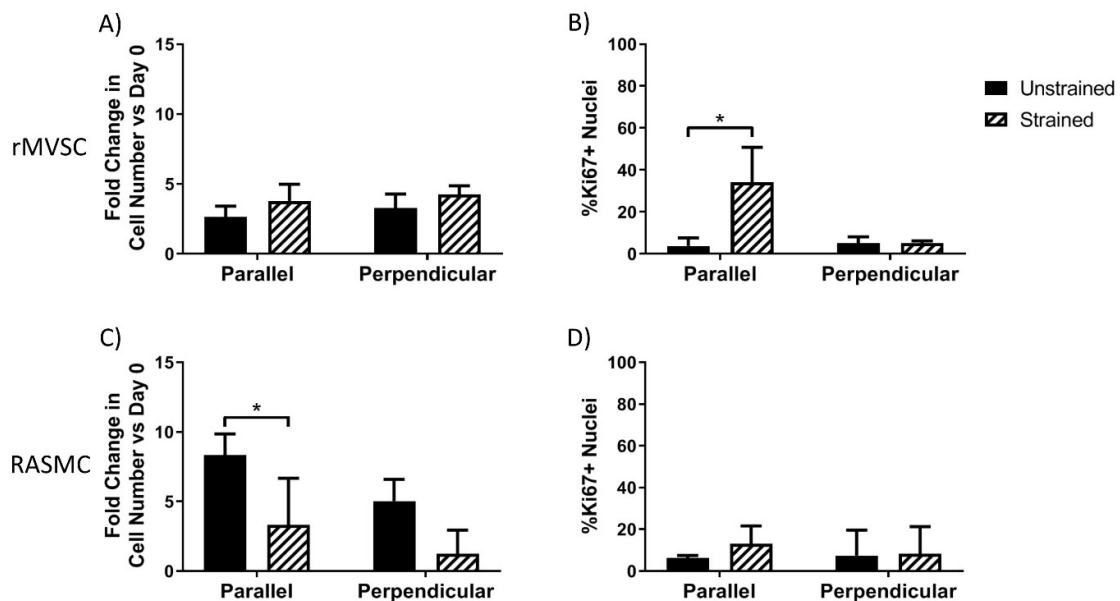 A)
15
10
5
0
Fold Change in
Cell Number vs Day 0
Parallel
Perpendicular
rMVSC
B)
100
80
60
40
20
0
%Ki67+ Nuclei
*
Parallel
Perpendicular
Unstrained
Strained
C)
15
10
5
0
Fold Change in
Cell Number vs Day 0
*
Parallel
Perpendicular
RASMC
D)
100
80
60
40
20
0
%Ki67+ Nuclei
Parallel
Perpendicular